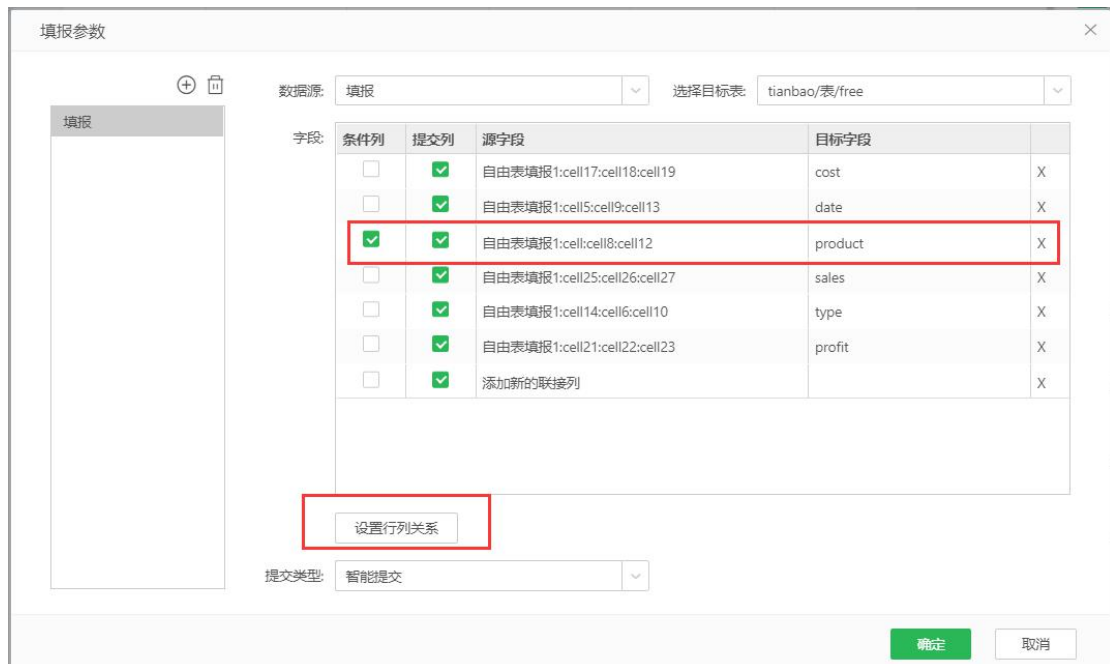 填报参数
数据源: 填报 选择目标表: tianbao/表/free
填报
字段: 条件列 提交列 源字段 目标字段
自由表填报1:cell17:cell18:cell19 cost X
自由表填报1:cell5:cell9:cell13 date X
自由表填报1:cell:cell8:cell12 product X
自由表填报1:cell25:cell26:cell27 sales X
自由表填报1:cell14:cell6:cell10 type X
自由表填报1:cell21:cell22:cell23 profit X
添加新的联接列 X
设置行列关系
提交类型: 智能提交
确定 取消